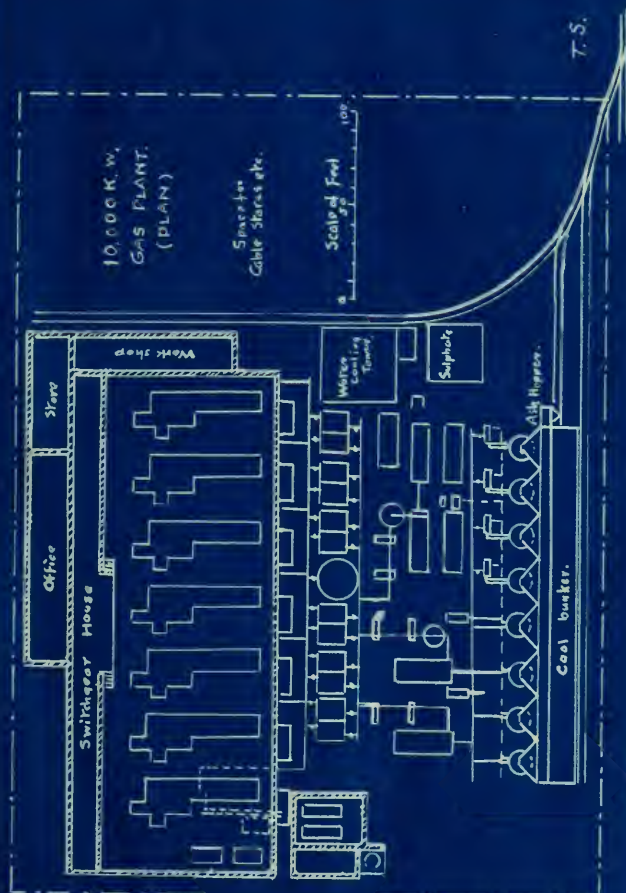 T. S.
10,000 K.W.
GAS PLANT.
(PLAN)
Space for
Cable Stores etc.
Scale of Feet
0 50 100
Store
Work shop
Office
Switchgear House
Water
Cooling
Tower
Sulphate
Ash Hopper.
Coal bunker.